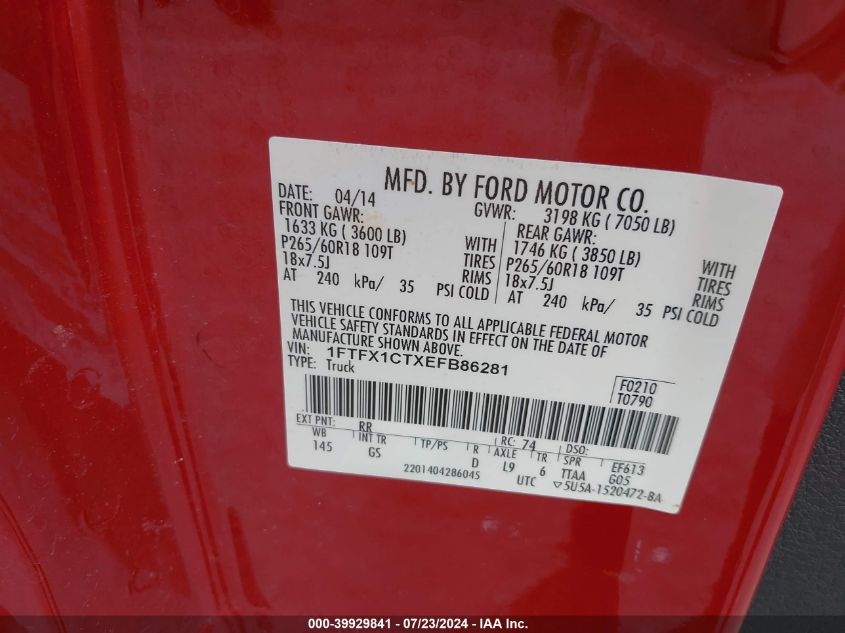 MFD. BY FORD MOTOR CO.
DATE: 04/14 GVWR: 3198 KG ( 7050 LB)
FRONT GAWR: REAR GAWR:
1633 KG ( 3600 LB) WITH 1746 KG ( 3850 LB) WITH
P265/60R18 109T TIRES P265/60R18 109T TIRES
18x7.5J RIMS 18x7.5J RIMS
AT 240 kPa/ 35 PSI COLD AT 240 kPa/ 35 PSI COLD
THIS VEHICLE CONFORMS TO ALL APPLICABLE FEDERAL MOTOR
VEHICLE SAFETY STANDARDS IN EFFECT ON THE DATE OF
MANUFACTURE SHOWN ABOVE.
VIN: 1FTFX1CTXEFB86281
TYPE: Truck
F0210
T0790
EXT PNT: RR RC: 74 DSO:
WB INT TR TP/PS R AXLE TR SPR EF613
145 GS D L9 6 TTAA G05
2201404286045 UTC ▽5U5A-1520472-BA
000-39929841 / 07/23/2024 - IAA Inc.